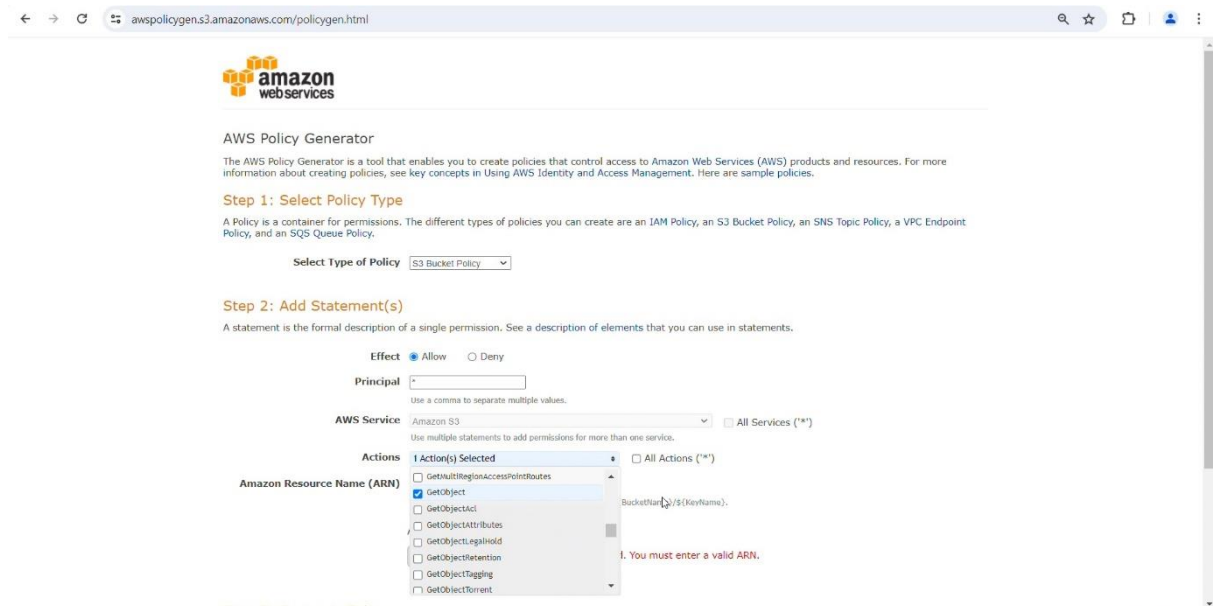 awspolicygen.s3.amazonaws.com/policygen.html
amazon
webservices
AWS Policy Generator
The AWS Policy Generator is a tool that enables you to create policies that control access to Amazon Web Services (AWS) products and resources. For more
information about creating policies, see key concepts in Using AWS Identity and Access Management. Here are sample policies.
Step 1: Select Policy Type
A Policy is a container for permissions. The different types of policies you can create are an IAM Policy, an S3 Bucket Policy, an SNS Topic Policy, a VPC Endpoint
Policy, and an SQS Queue Policy.
Select Type of Policy S3 Bucket Policy
Step 2: Add Statement(s)
A statement is the formal description of a single permission. See a description of elements that you can use in statements.
Effect Allow Deny
Principal *
Use a comma to separate multiple values.
AWS Service Amazon S3 All Services ('*')
Use multiple statements to add permissions for more than one service.
Actions 1 Action(s) Selected All Actions ('*')
GetMultiRegionAccessPointRoutes
Amazon Resource Name (ARN)
GetObject
BucketName}/${KeyName}.
GetObjectAcl
GetObjectAttributes
GetObjectLegalHold
GetObjectRetention . You must enter a valid ARN.
GetObjectTagging
GetObjectTorrent